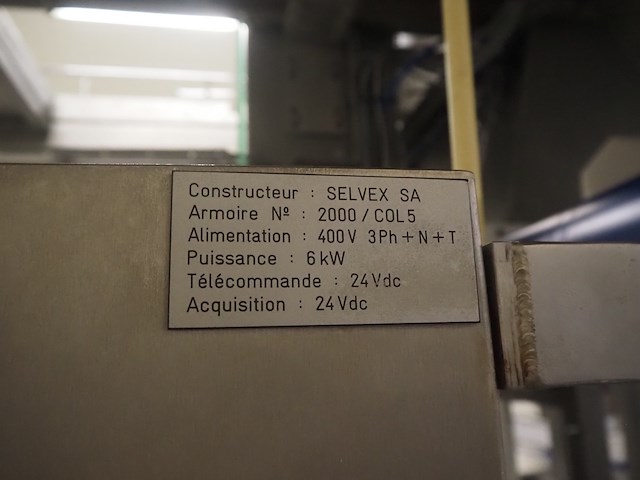 Constructeur : SELVEX SA
Armoire Nº : 2000 / COL5
Alimentation : 400V 3Ph+N+T
Puissance : 6kW
Télécommande : 24Vdc
Acquisition : 24Vdc